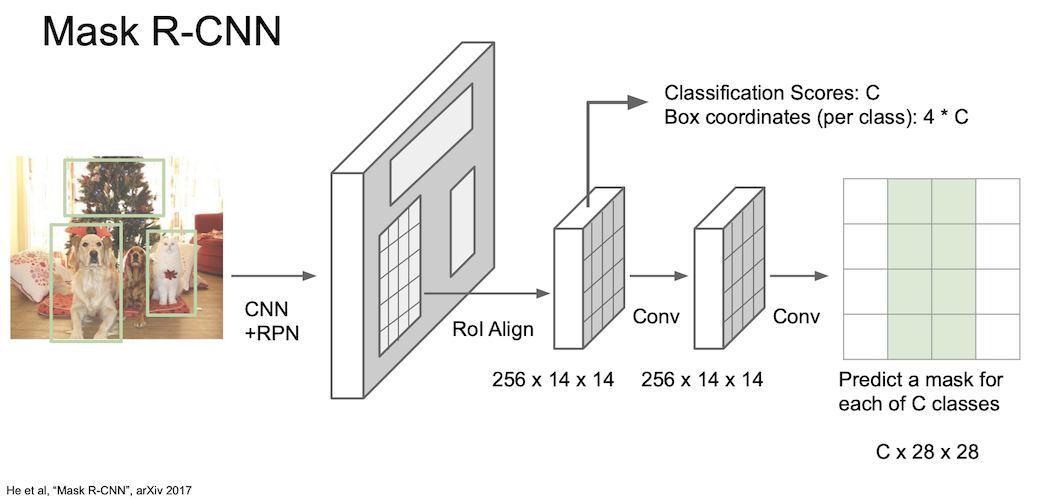 Mask R-CNN
Classification Scores: C
Box coordinates (per class): 4 * C
CNN
+RPN
RoI Align
Conv
Conv
256 x 14 x 14
256 x 14 x 14
Predict a mask for
each of C classes
C x 28 x 28
He et al, “Mask R-CNN”, arXiv 2017